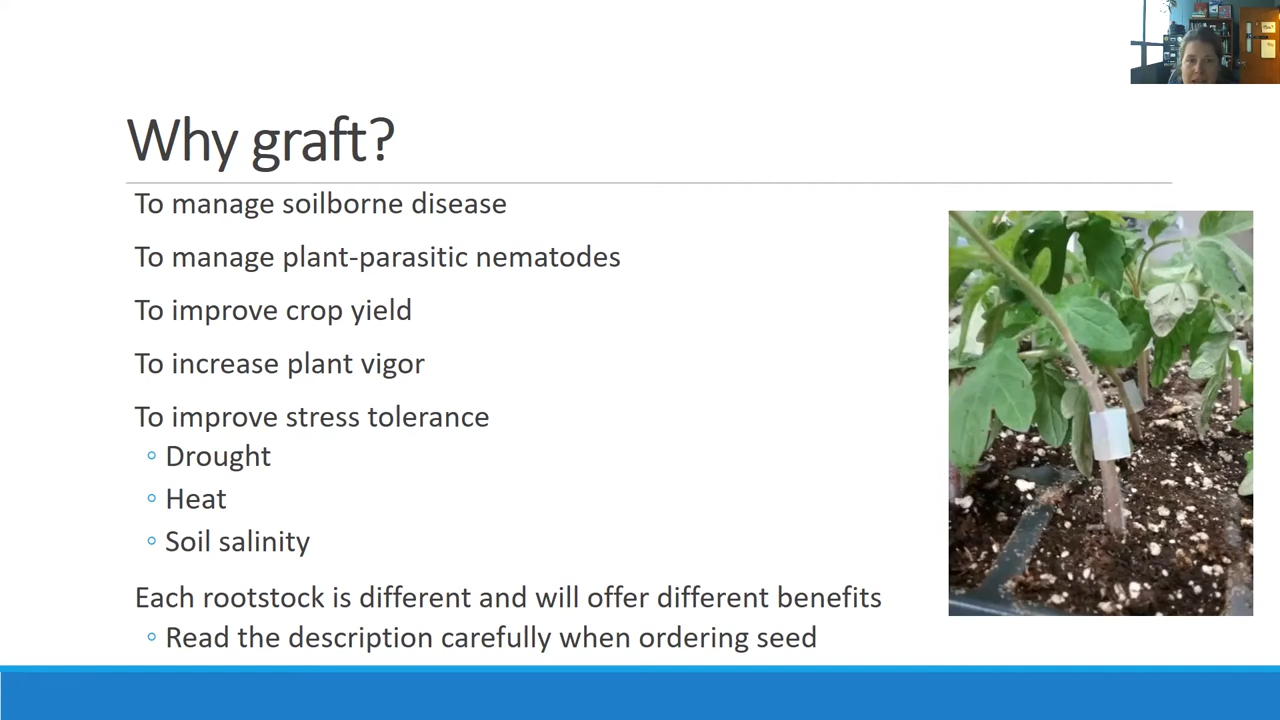 Why graft?
To manage soilborne disease
To manage plant-parasitic nematodes
To improve crop yield
To increase plant vigor
To improve stress tolerance
Drought
Heat
Soil salinity
Each rootstock is different and will offer different benefits
Read the description carefully when ordering seed